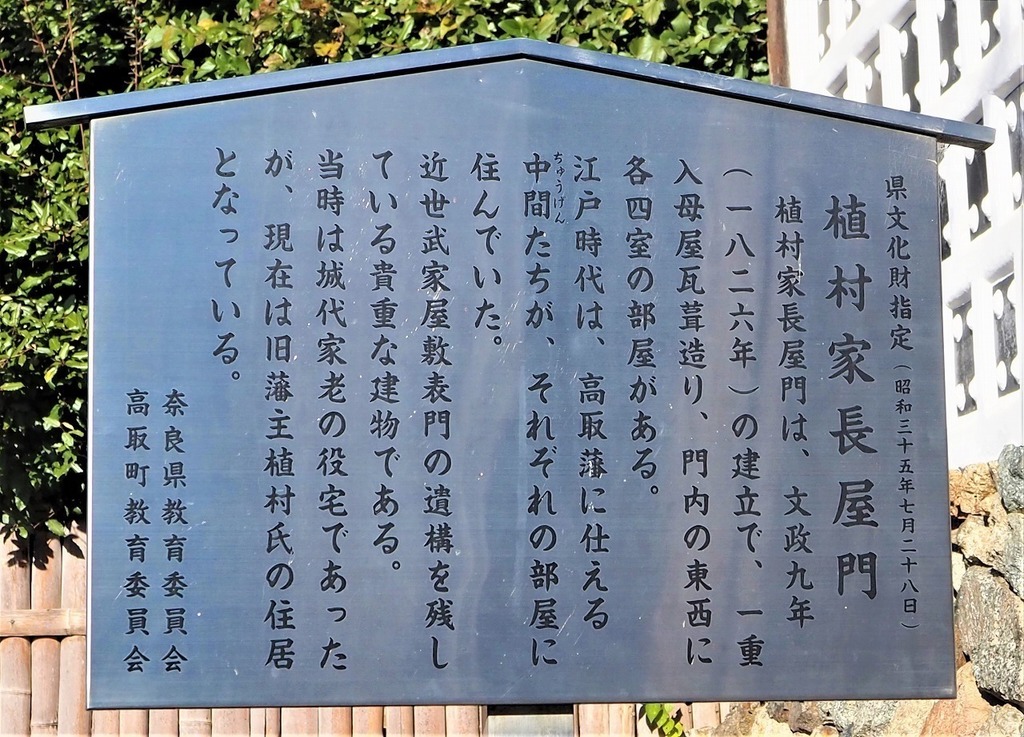 県文化財指定（昭和三十五年七月二十八日）
植村家長屋門
植村家長屋門は、文政九年
（一八二六年）の建立で、一重
入母屋瓦葺造り、門内の東西に
各四室の部屋がある。
江戸時代は、高取藩に仕える
ちゅうげん
中間たちが、それぞれの部屋に
住んでいた。
近世武家屋敷表門の遺構を残し
ている貴重な建物である。
当時は城代家老の役宅であった
が、現在は旧藩主植村氏の住居
となっている。
奈良県教育委員会
高取町教育委員会